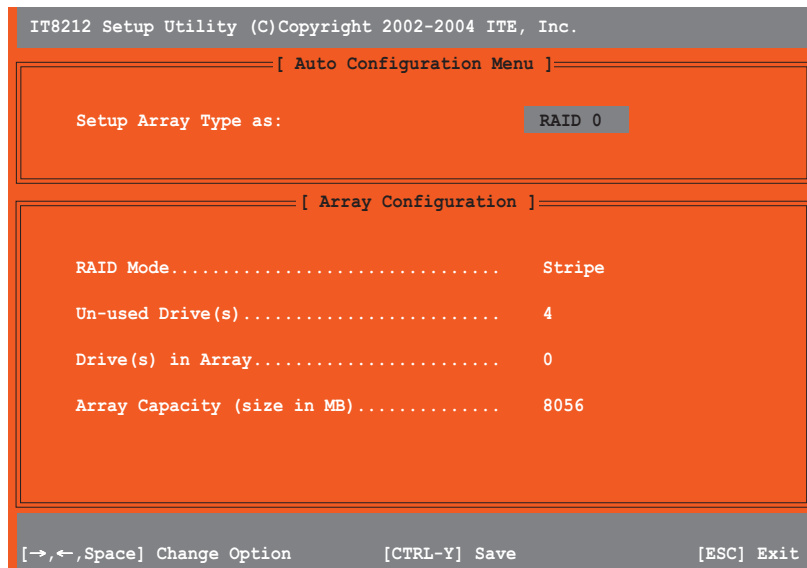 IT8212 Setup Utility (C)Copyright 2002-2004 ITE, Inc.
[ Auto Configuration Menu ]
Setup Array Type as: RAID 0
[ Array Configuration ]
RAID Mode................................ Stripe
Un-used Drive(s)......................... 4
Drive(s) in Array........................ 0
Array Capacity (size in MB).............. 8056
[→,←,Space] Change Option [CTRL-Y] Save [ESC] Exit